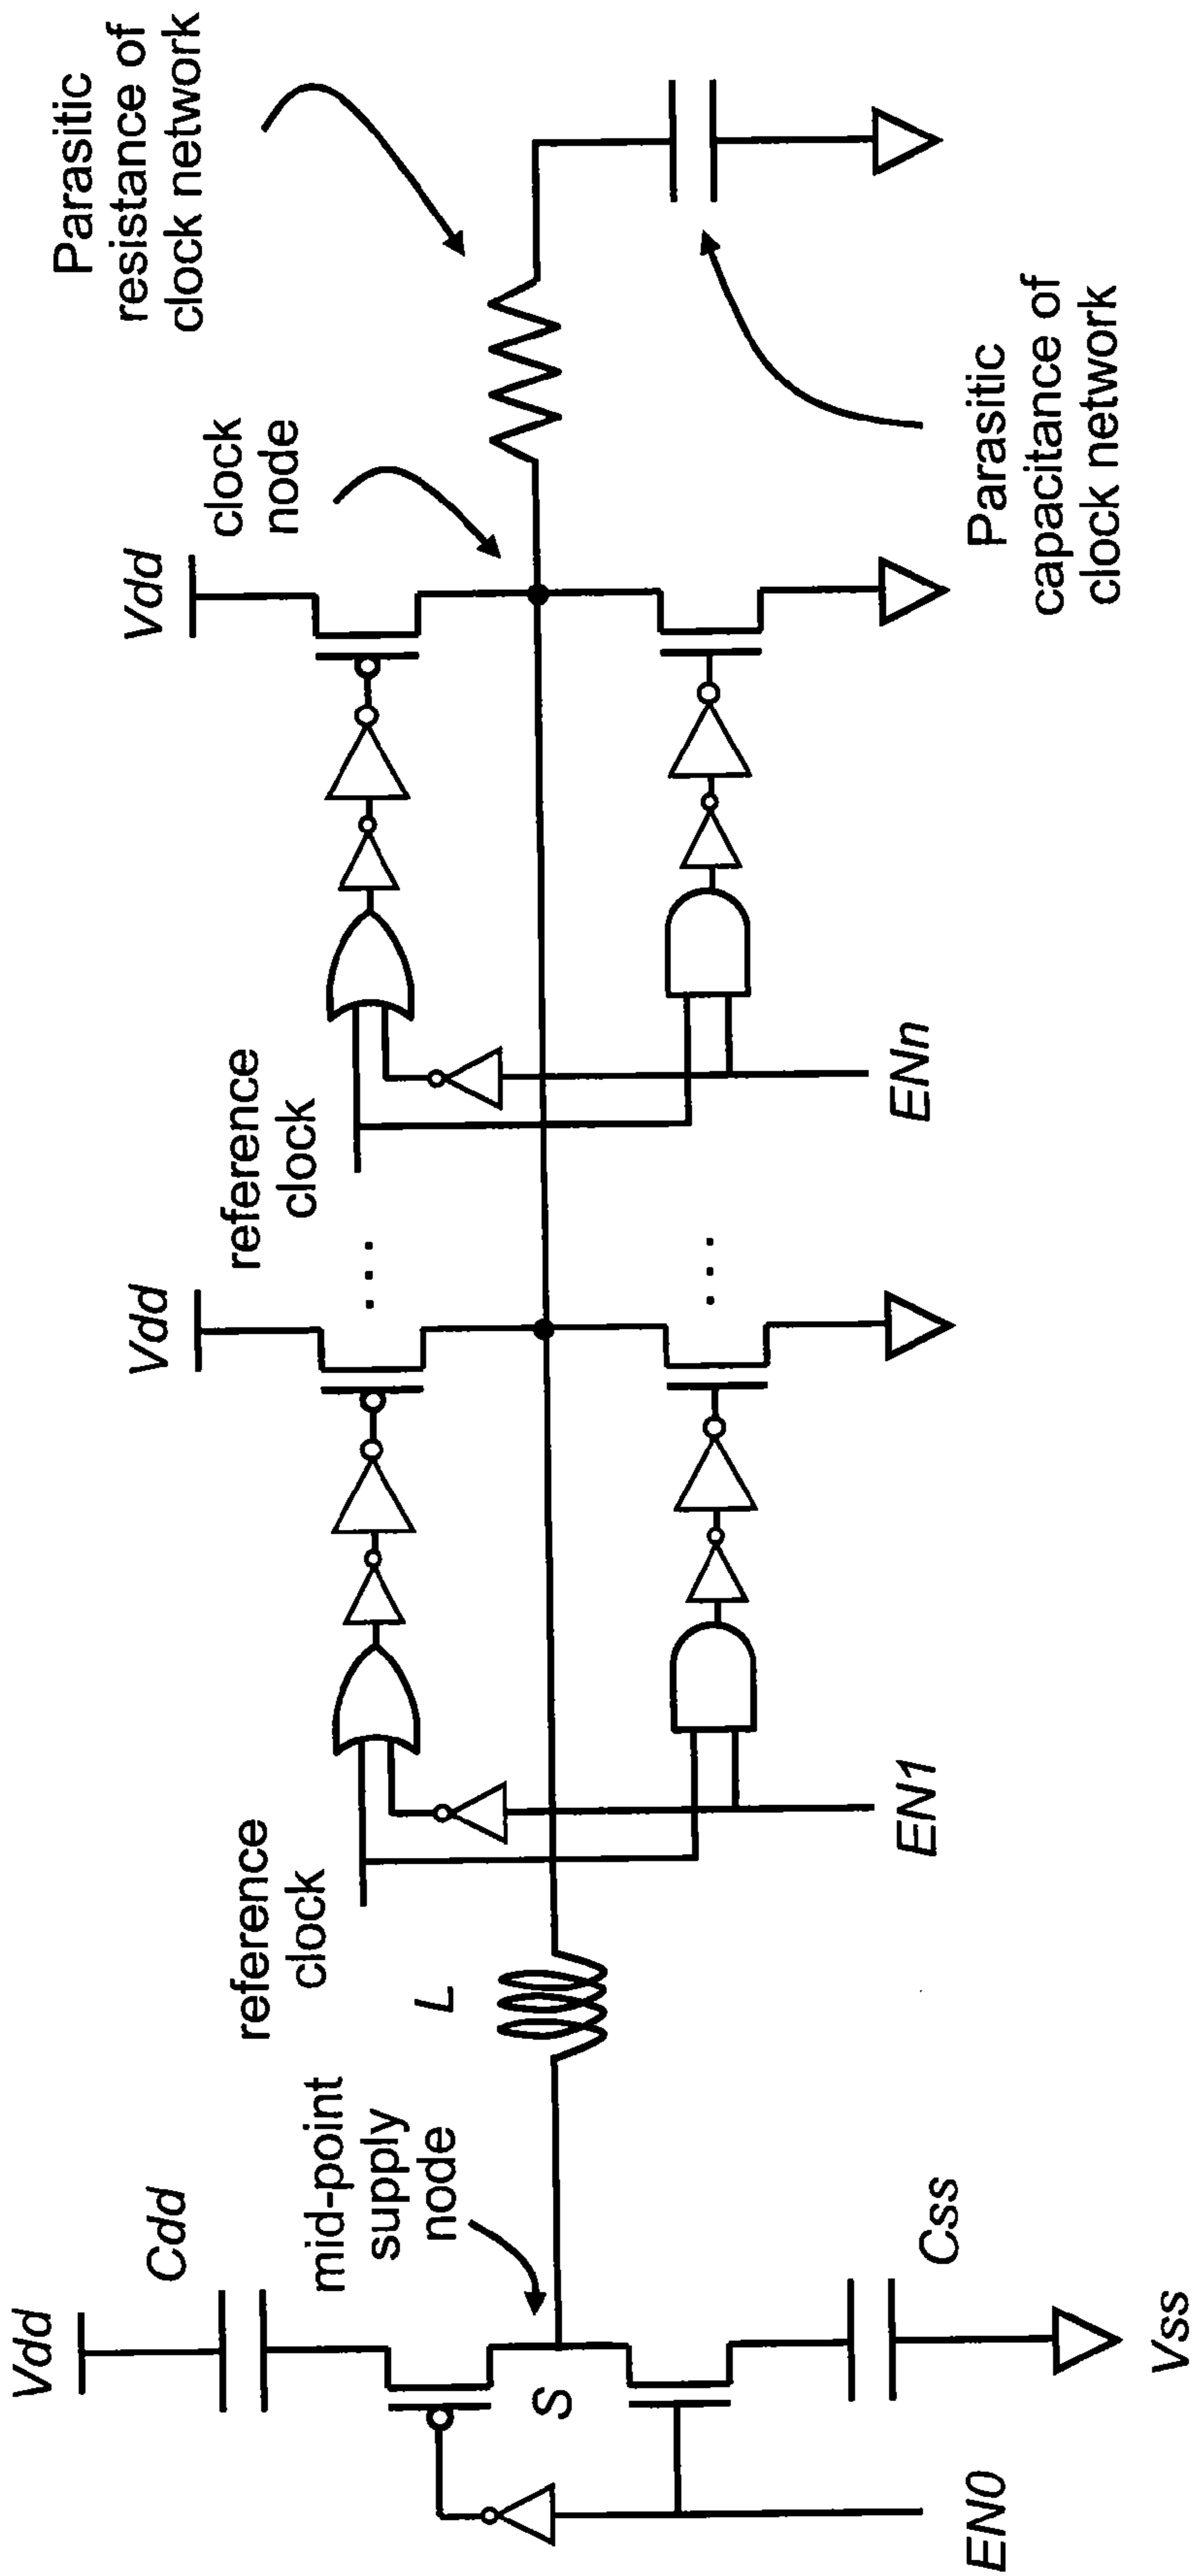 Vdd
Cdd
mid-point
supply
node
S
EN0
Css
Vss
L
reference
clock
EN1
Vdd
...
...
reference
clock
ENn
Vdd
clock
node
Parasitic
resistance of
clock network
Parasitic
capacitance of
clock network